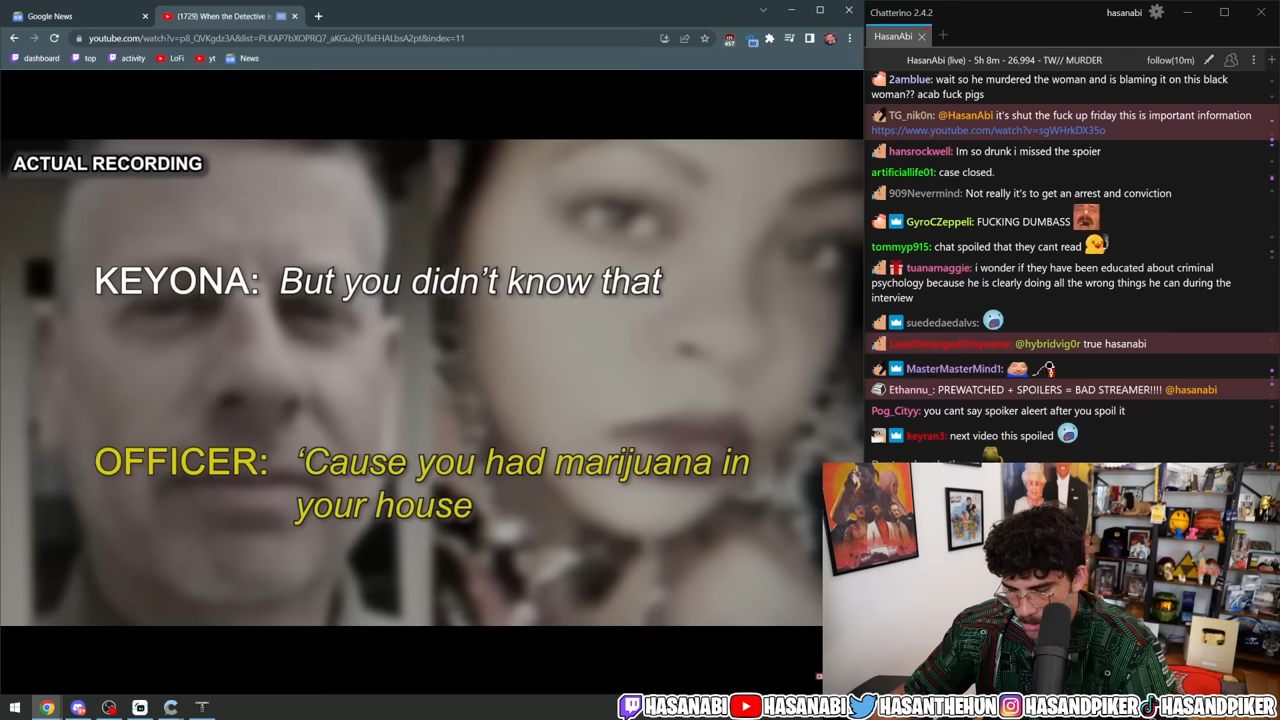 Google News
(1729) When the Detective is
youtube.com/watch?v=p8_QVKgdz3A&list=PLKAP7bXOPRQ7_aKGu2fjUTaEHALbsA2pt&index=11
457
dashboard
top
activity
LoFi
yt
News
ACTUAL RECORDING
KEYONA: But you didn't know that
OFFICER: 'Cause you had marijuana in
your house
Chatterino 2.4.2
hasanabi
HasanAbi
HasanAbi (live) - 5h 8m - 26,994 - TW// MURDER
follow(10m)
2amblue: wait so he murdered the woman and is blaming it on this black
woman?? acab fuck pigs
TG_nik0n: @HasanAbi it's shut the fuck up friday this is important information
https://www.youtube.com/watch?v=sgWHrkDX35o
hansrockwell: Im so drunk i missed the spoier
artificiallife01: case closed.
909Nevermind: Not really it's to get an arrest and conviction
GyroCZeppeli: FUCKING DUMBASS
tommyp915: chat spoiled that they cant read
tuanamaggie: i wonder if they have been educated about criminal
psychology because he is clearly doing all the wrong things he can during the
interview
suededaedalvs:
@hybridvig0r true hasanabi
MasterMasterMind1:
Ethannu_: PREWATCHED + SPOILERS = BAD STREAMER!!!! @hasanabi
Pog_Cityy: you cant say spoiker aleert after you spoil it
keyran3: next video this spoiled
HASANABI
HASANABI
HASANTHEHUN
HASANDPIKER
HASANDPIKER